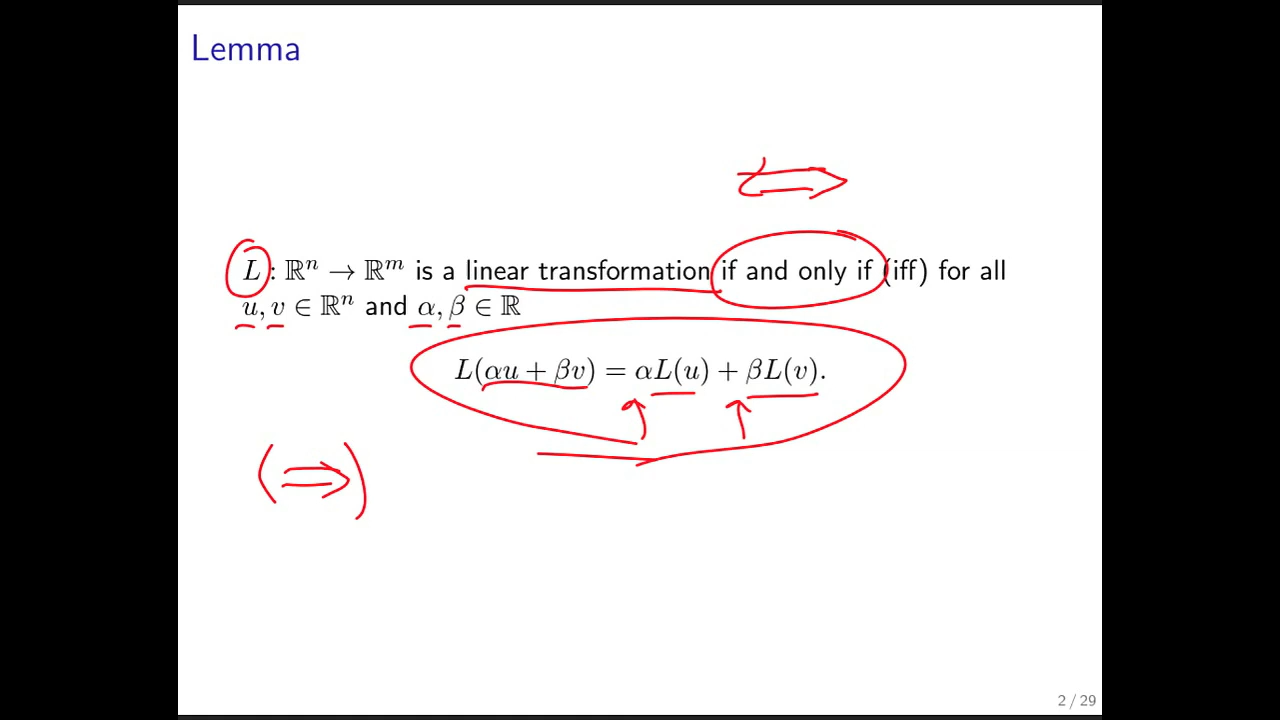 Lemma
⇔
L : ℝⁿ → ℝᵐ is a linear transformation if and only if (iff) for all
u, v ∈ ℝⁿ and α, β ∈ ℝ
L(αu + βv) = αL(u) + βL(v).
(⇒)
2 / 29